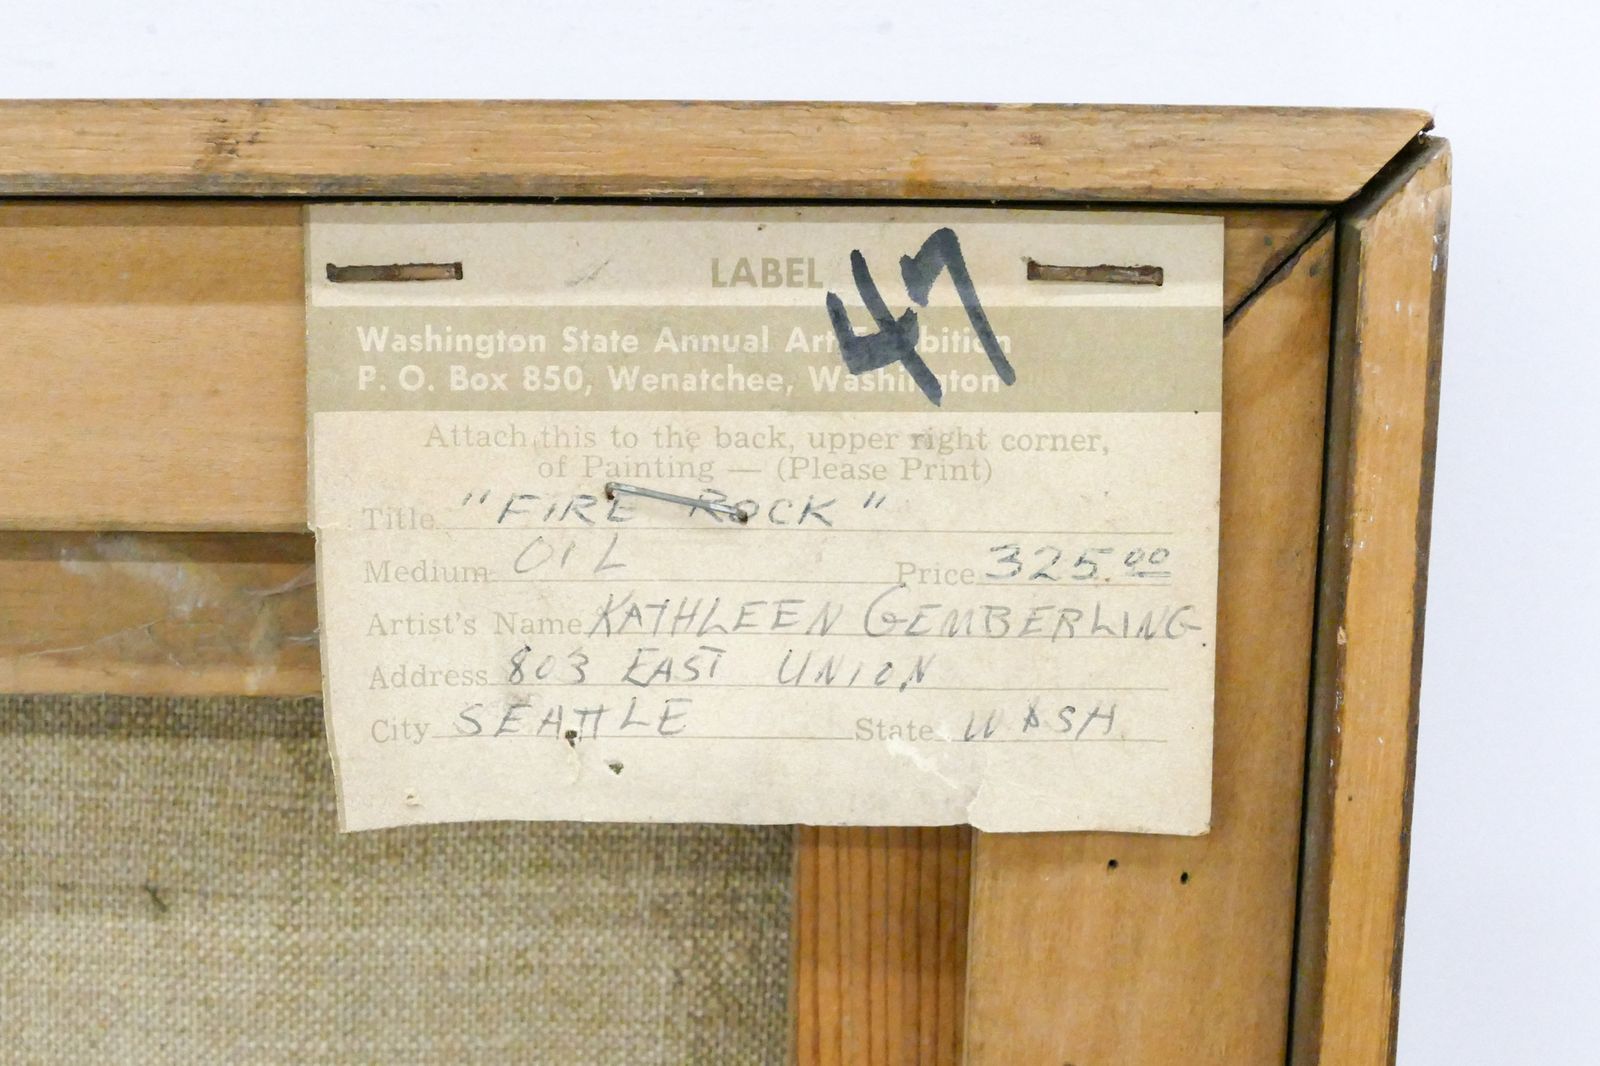 LABEL 47
Washington State Annual Art Exhibition
P. O. Box 850, Wenatchee, Washington
Attach this to the back, upper right corner,
of Painting — (Please Print)
Title "FIRE ROCK"
Medium OIL Price 325.00
Artist's Name KATHLEEN GEMBERLING
Address 803 EAST UNION
City SEATTLE State WASH.